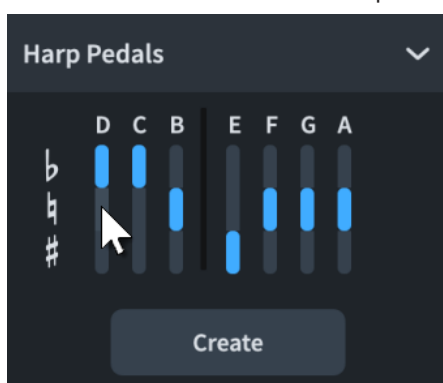 Harp Pedals
D C B E F G A
♭
♮
♯
Create